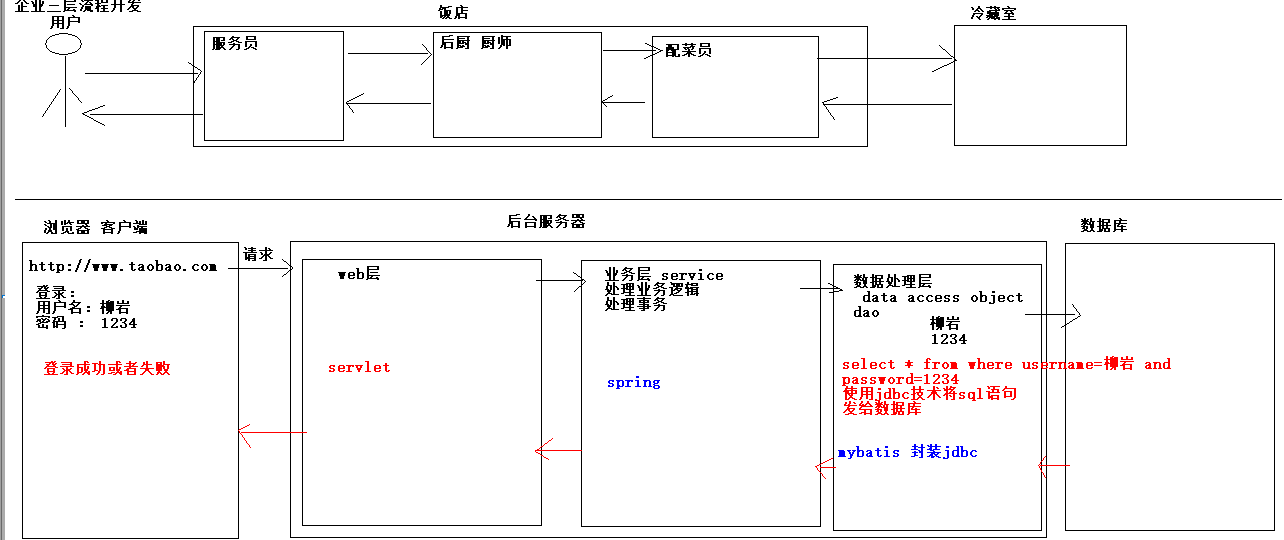 企业三层流程开发
用户
饭店
冷藏室
服务员
后厨 厨师
配菜员
浏览器 客户端
后台服务器
数据库
http://www.taobao.com
请求
登录：
用户名：柳岩
密码 ： 1234
登录成功或者失败
web层
servlet
业务层 service
处理业务逻辑
处理事务
spring
数据处理层
data access object
dao
柳岩
1234
select * from where username=柳岩 and
password=1234
使用jdbc技术将sql语句
发给数据库
mybatis 封装jdbc